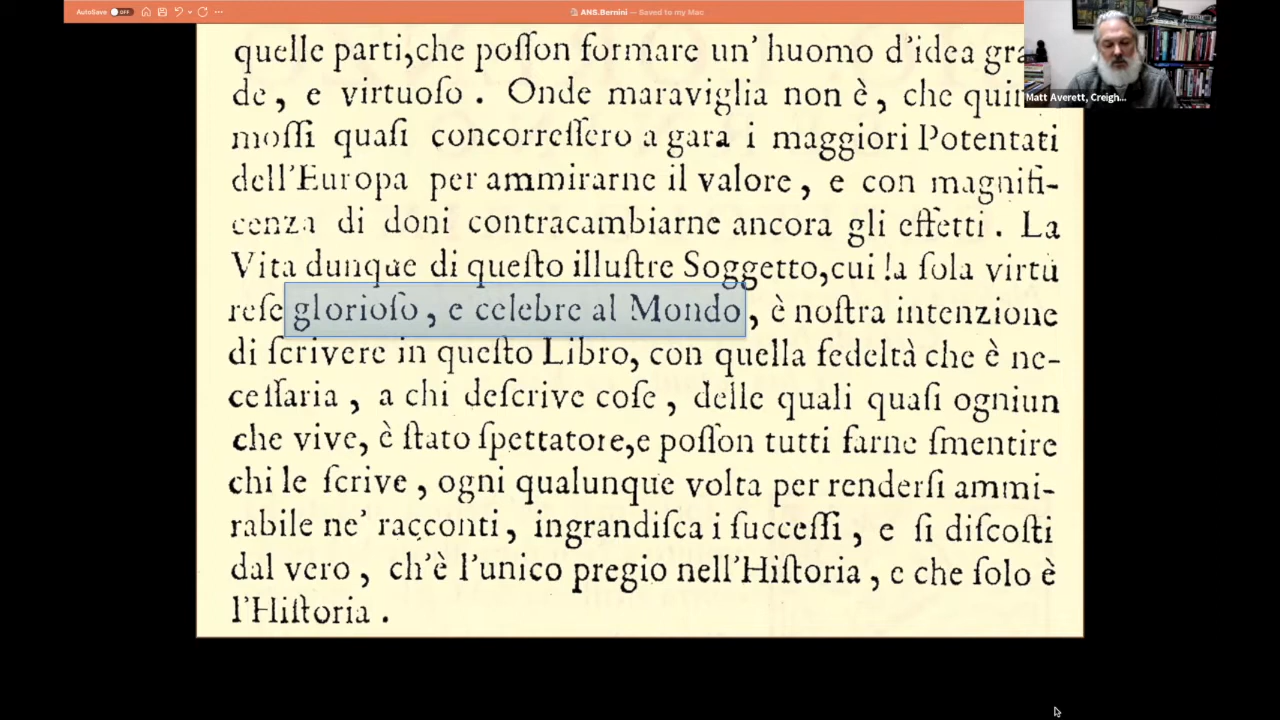 AutoSave OFF
ANS.Bernini — Saved to my Mac
Matt Averett, Creigh...
quelle parti,che poſſon formare un' huomo d'idea gra
de, e virtuoſo . Onde maraviglia non è, che quin
moſſi quaſi concorreſſero a gara i maggiori Potentati
dell'Europa per ammirarne il valore, e con magnifi-
cenza di doni contracambiarne ancora gli effetti. La
Vita dunque di queſto illuſtre Soggetto,cui la ſola virtù
reſe glorioſo, e celebre al Mondo, è noſtra intenzione
di ſcrivere in queſto Libro, con quella fedeltà che è ne-
ceſſaria, a chi deſcrive coſe, delle quali quaſi ogniun
che vive, è ſtato ſpettatore,e poſſon tutti farne ſmentire
chi le ſcrive, ogni qualunque volta per renderſi ammi-
rabile ne' racconti, ingrandiſca i ſucceſſi, e ſi diſcoſti
dal vero, ch'è l'unico pregio nell'Hiſtoria, e che ſolo è
l'Hiſtoria.